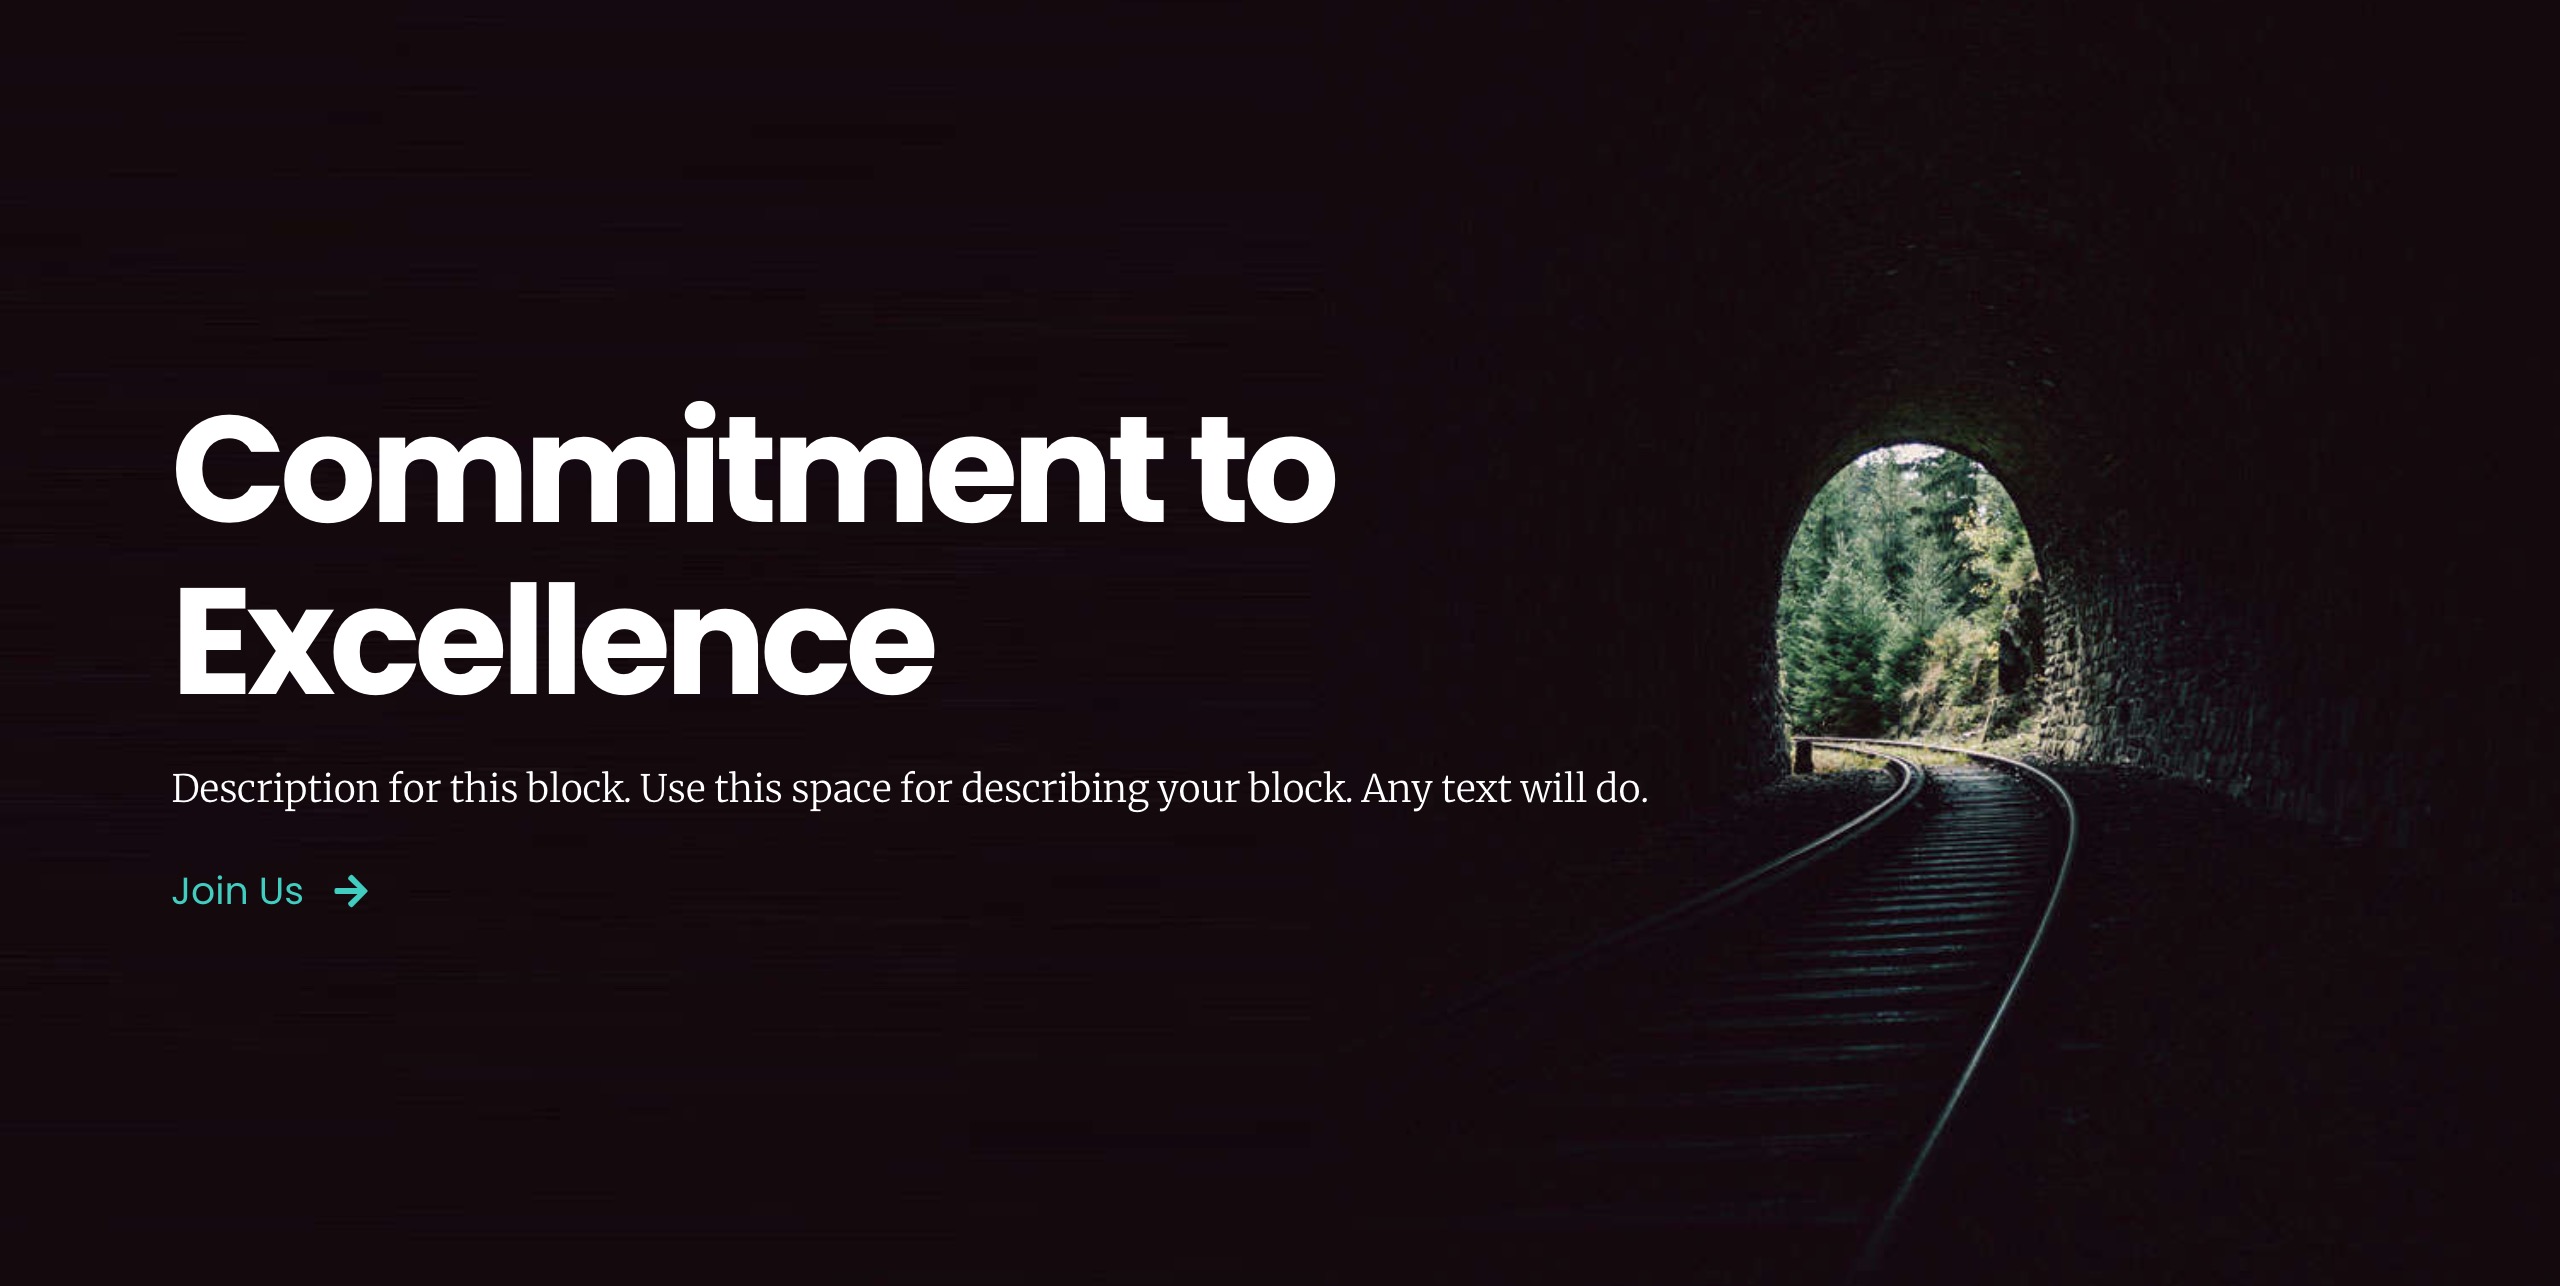 Commitment to
Excellence
Description for this block. Use this space for describing your block. Any text will do.
Join Us